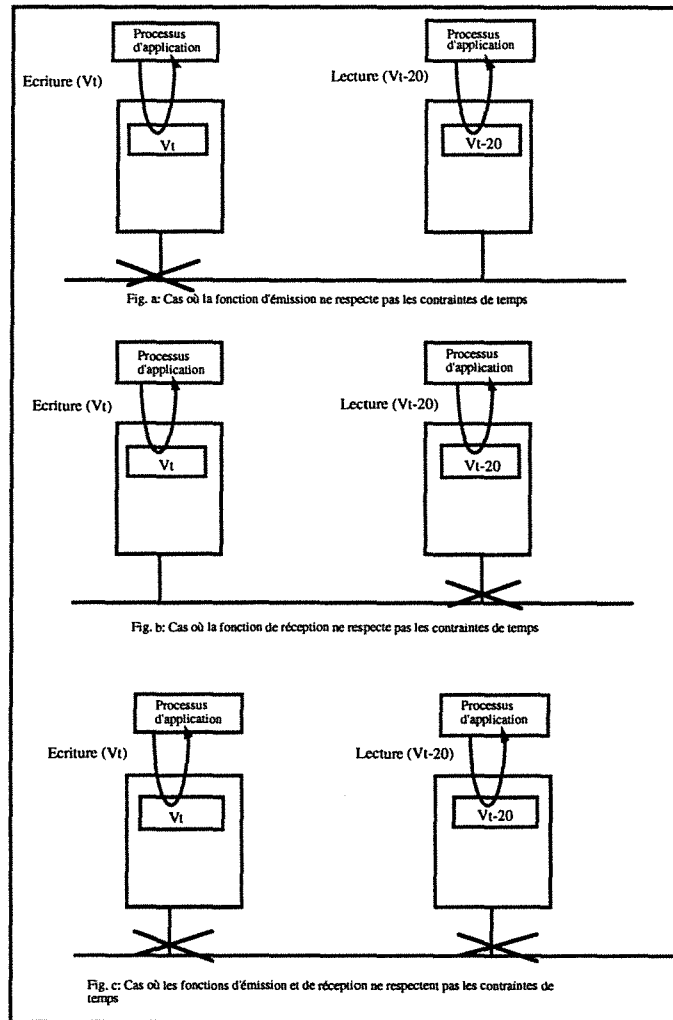 Processus
d'application
Processus
d'application
Ecriture (Vt)
Lecture (Vt-20)
Vt
Vt-20
Fig. a: Cas où la fonction d'émission ne respecte pas les contraintes de temps
Processus
d'application
Processus
d'application
Ecriture (Vt)
Lecture (Vt-20)
Vt
Vt-20
Fig. b: Cas où la fonction de réception ne respecte pas les contraintes de temps
Processus
d'application
Processus
d'application
Ecriture (Vt)
Lecture (Vt-20)
Vt
Vt-20
Fig. c: Cas où les fonctions d'émission et de réception ne respectent pas les contraintes de
temps